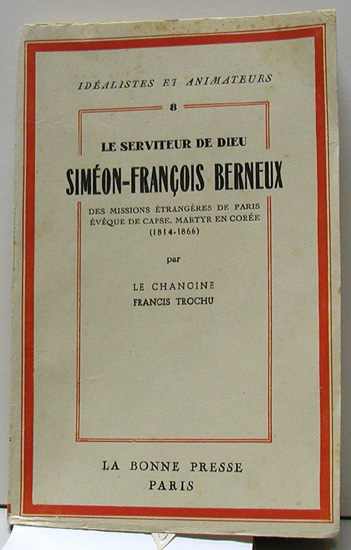 IDÉALISTES ET ANIMATEURS
8
LE SERVITEUR DE DIEU
SIMÉON-FRANÇOIS BERNEUX
DES MISSIONS ÉTRANGÈRES DE PARIS
ÉVÊQUE DE CAPSE, MARTYR EN CORÉE
(1814-1866)
par
LE CHANOINE
FRANCIS TROCHU
LA BONNE PRESSE
PARIS